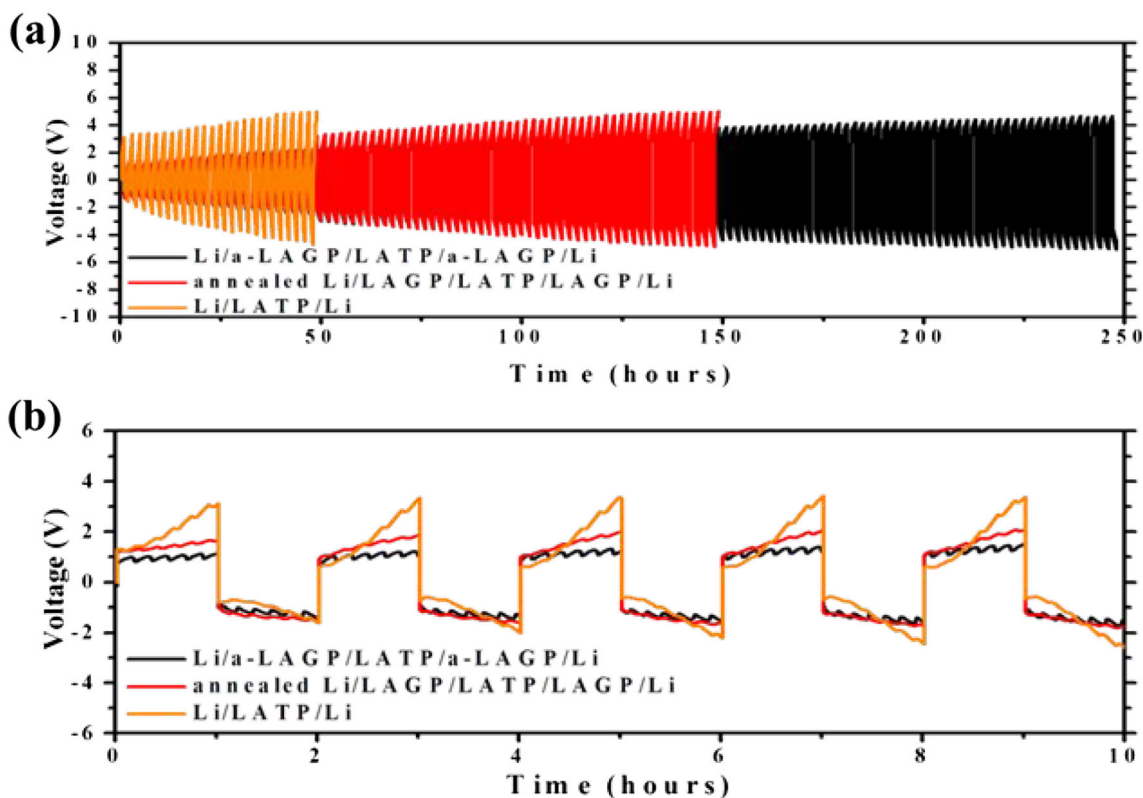 (a)
10
8
6
4
2
0
-2
-4
-6
-8
-10
Voltage (V)
Li/a-LAGP/LATP/a-LAGP/Li
annealed Li/LAGP/LATP/LAGP/Li
Li/LATP/Li
0 50 100 150 200 250
Time (hours)
(b)
6
4
2
0
-2
-4
-6
Voltage (V)
Li/a-LAGP/LATP/a-LAGP/Li
annealed Li/LAGP/LATP/LAGP/Li
Li/LATP/Li
0 2 4 6 8 10
Time (hours)